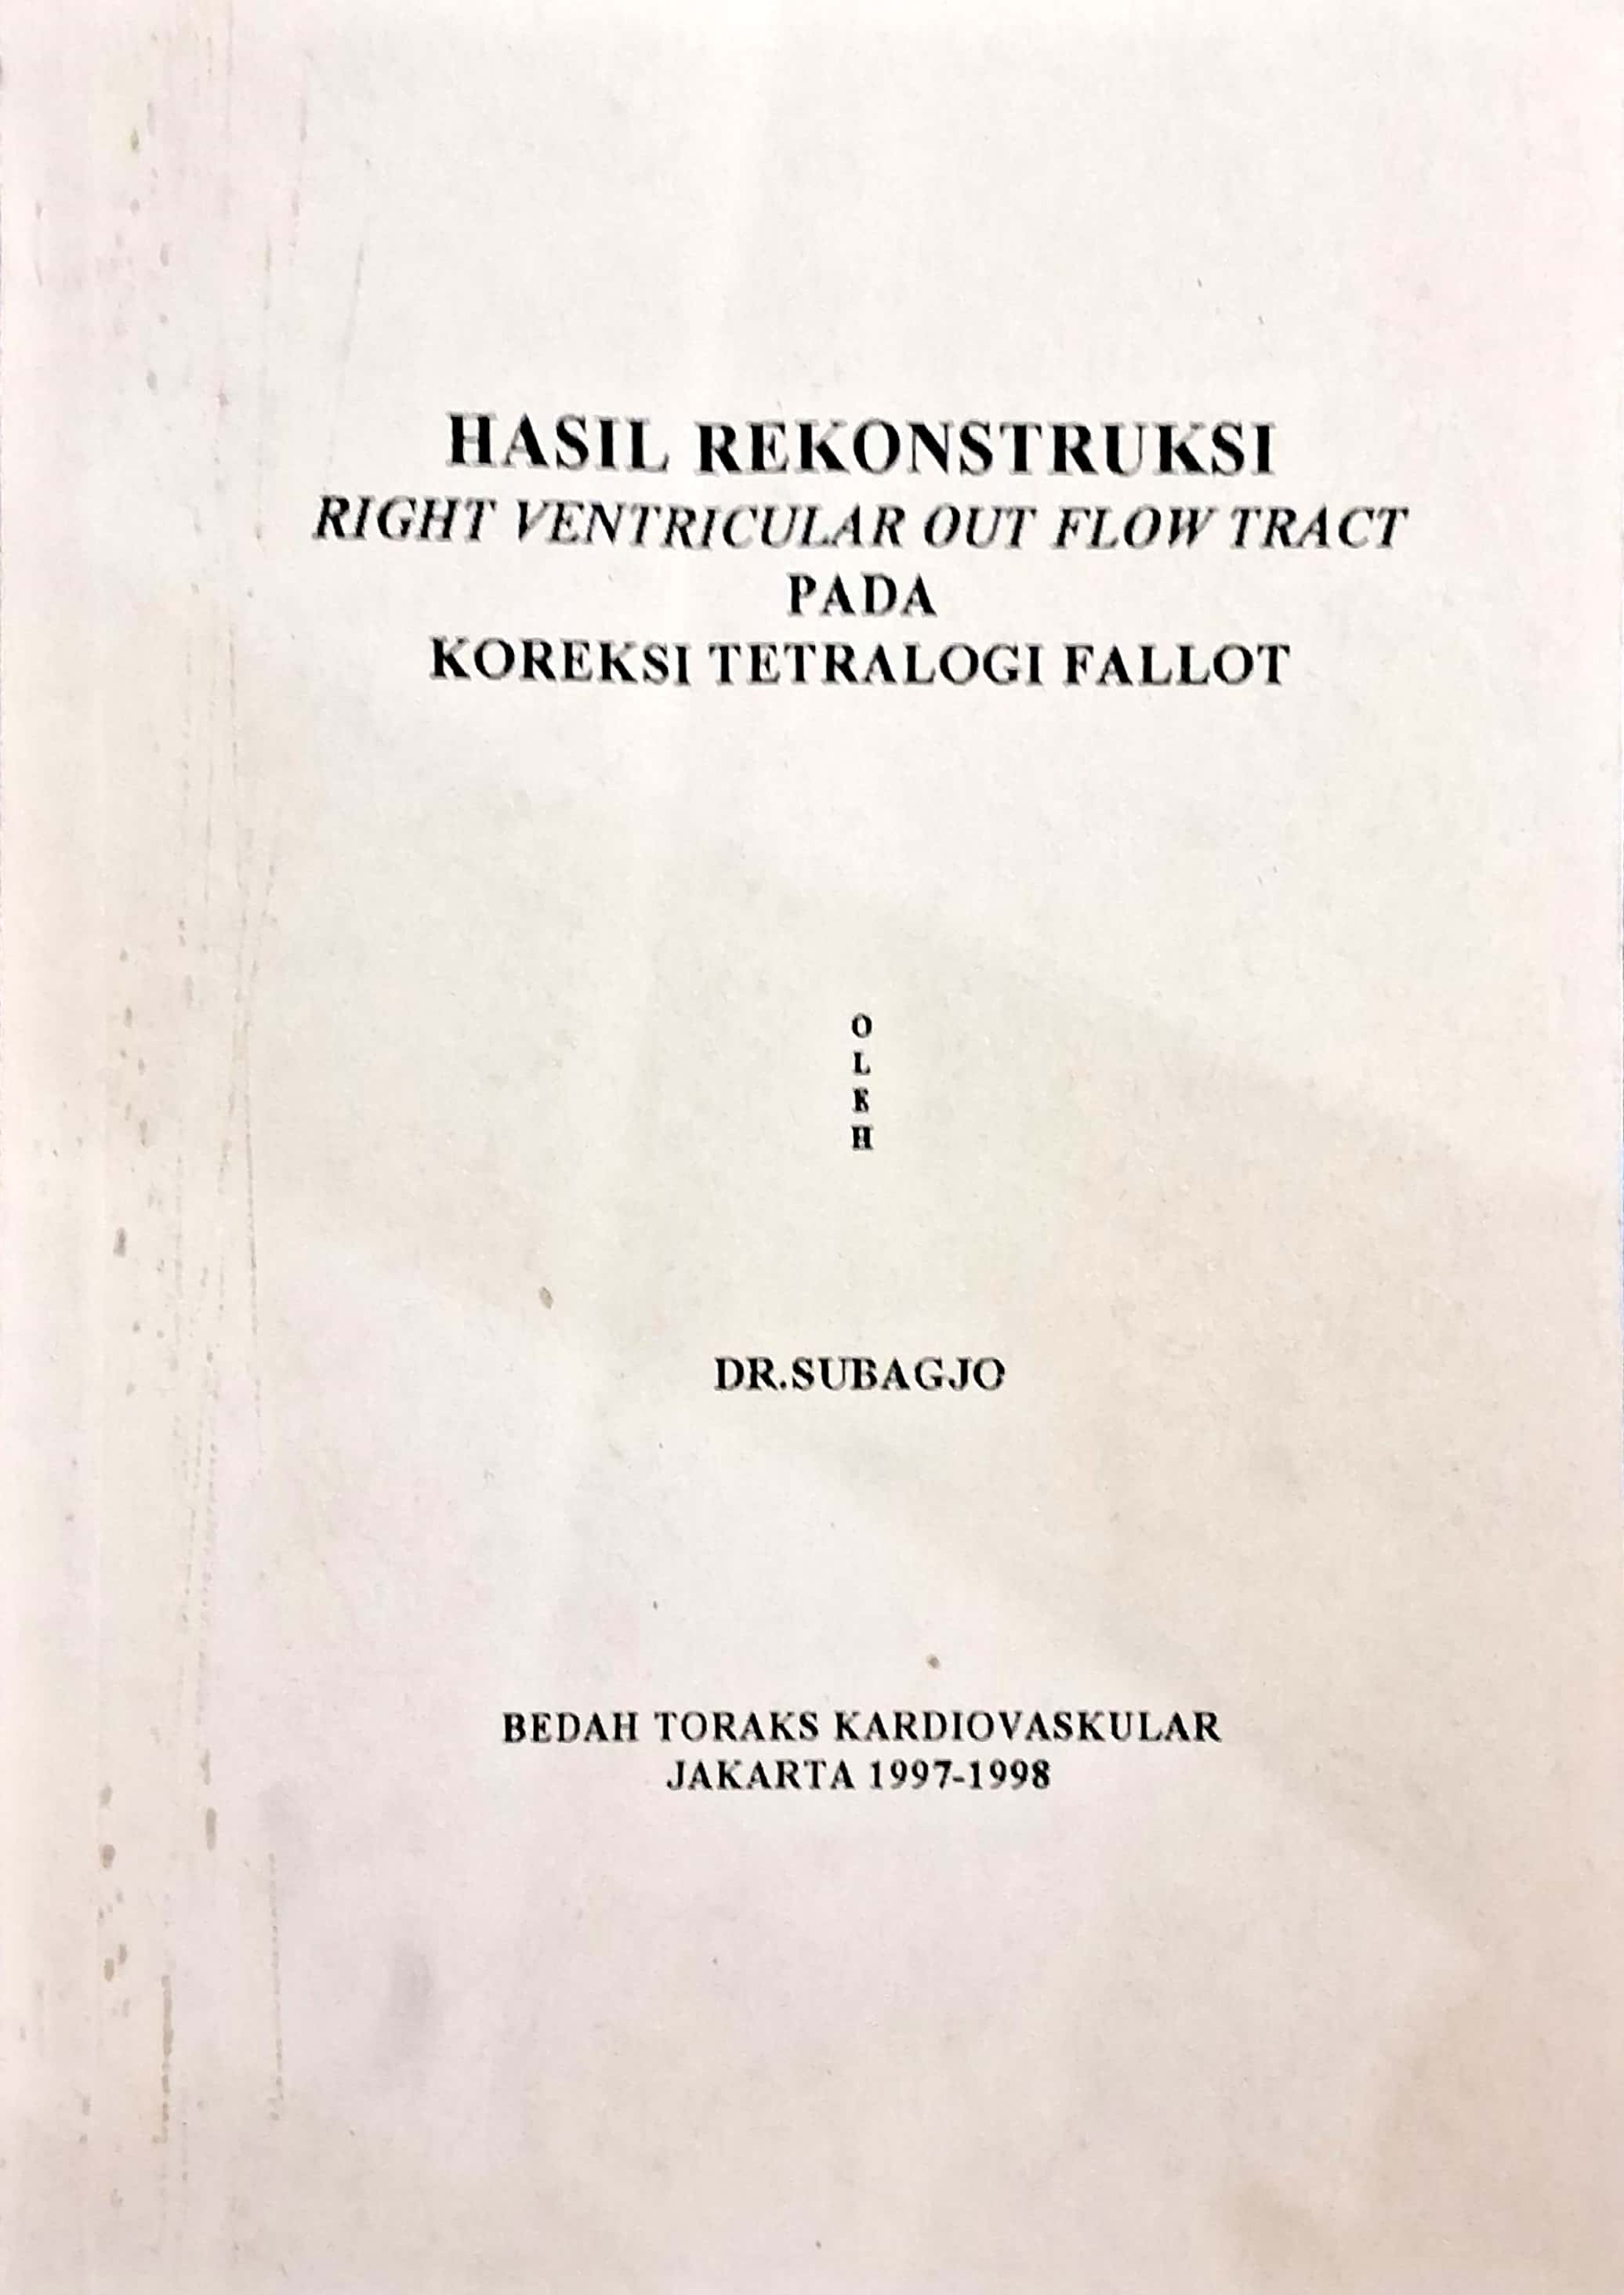 HASIL REKONSTRUKSI
RIGHT VENTRICULAR OUT FLOW TRACT
PADA
KOREKSI TETRALOGI FALLOT
O
L
E
H
DR.SUBAGJO
BEDAH TORAKS KARDIOVASKULAR
JAKARTA 1997-1998